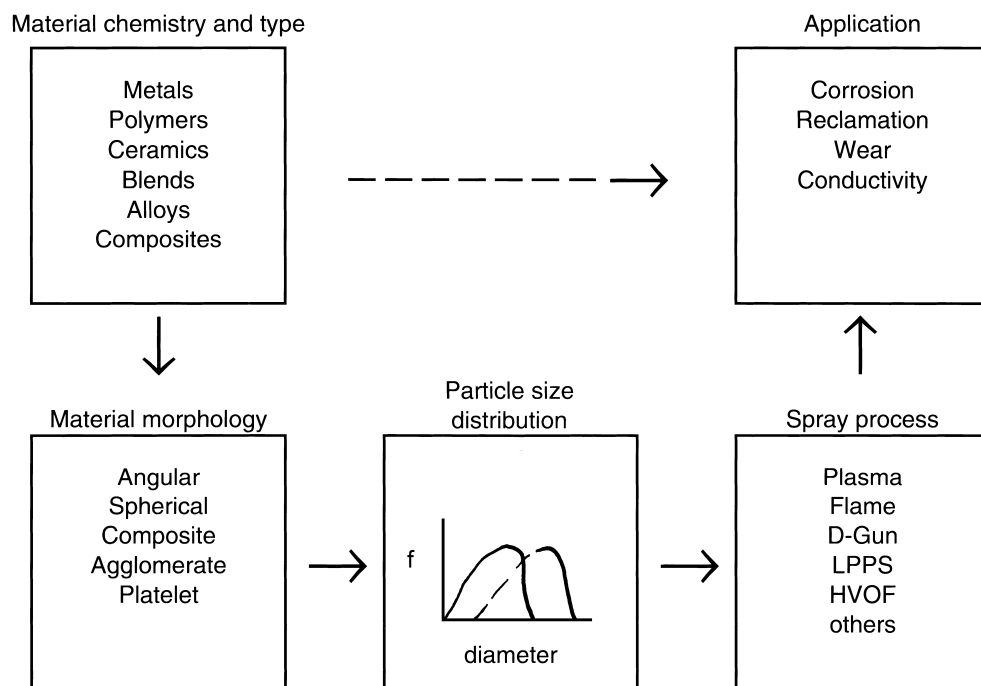 Material chemistry and type
Metals
Polymers
Ceramics
Blends
Alloys
Composites
Application
Corrosion
Reclamation
Wear
Conductivity
Material morphology
Angular
Spherical
Composite
Agglomerate
Platelet
Particle size
distribution
f
diameter
Spray process
Plasma
Flame
D-Gun
LPPS
HVOF
others